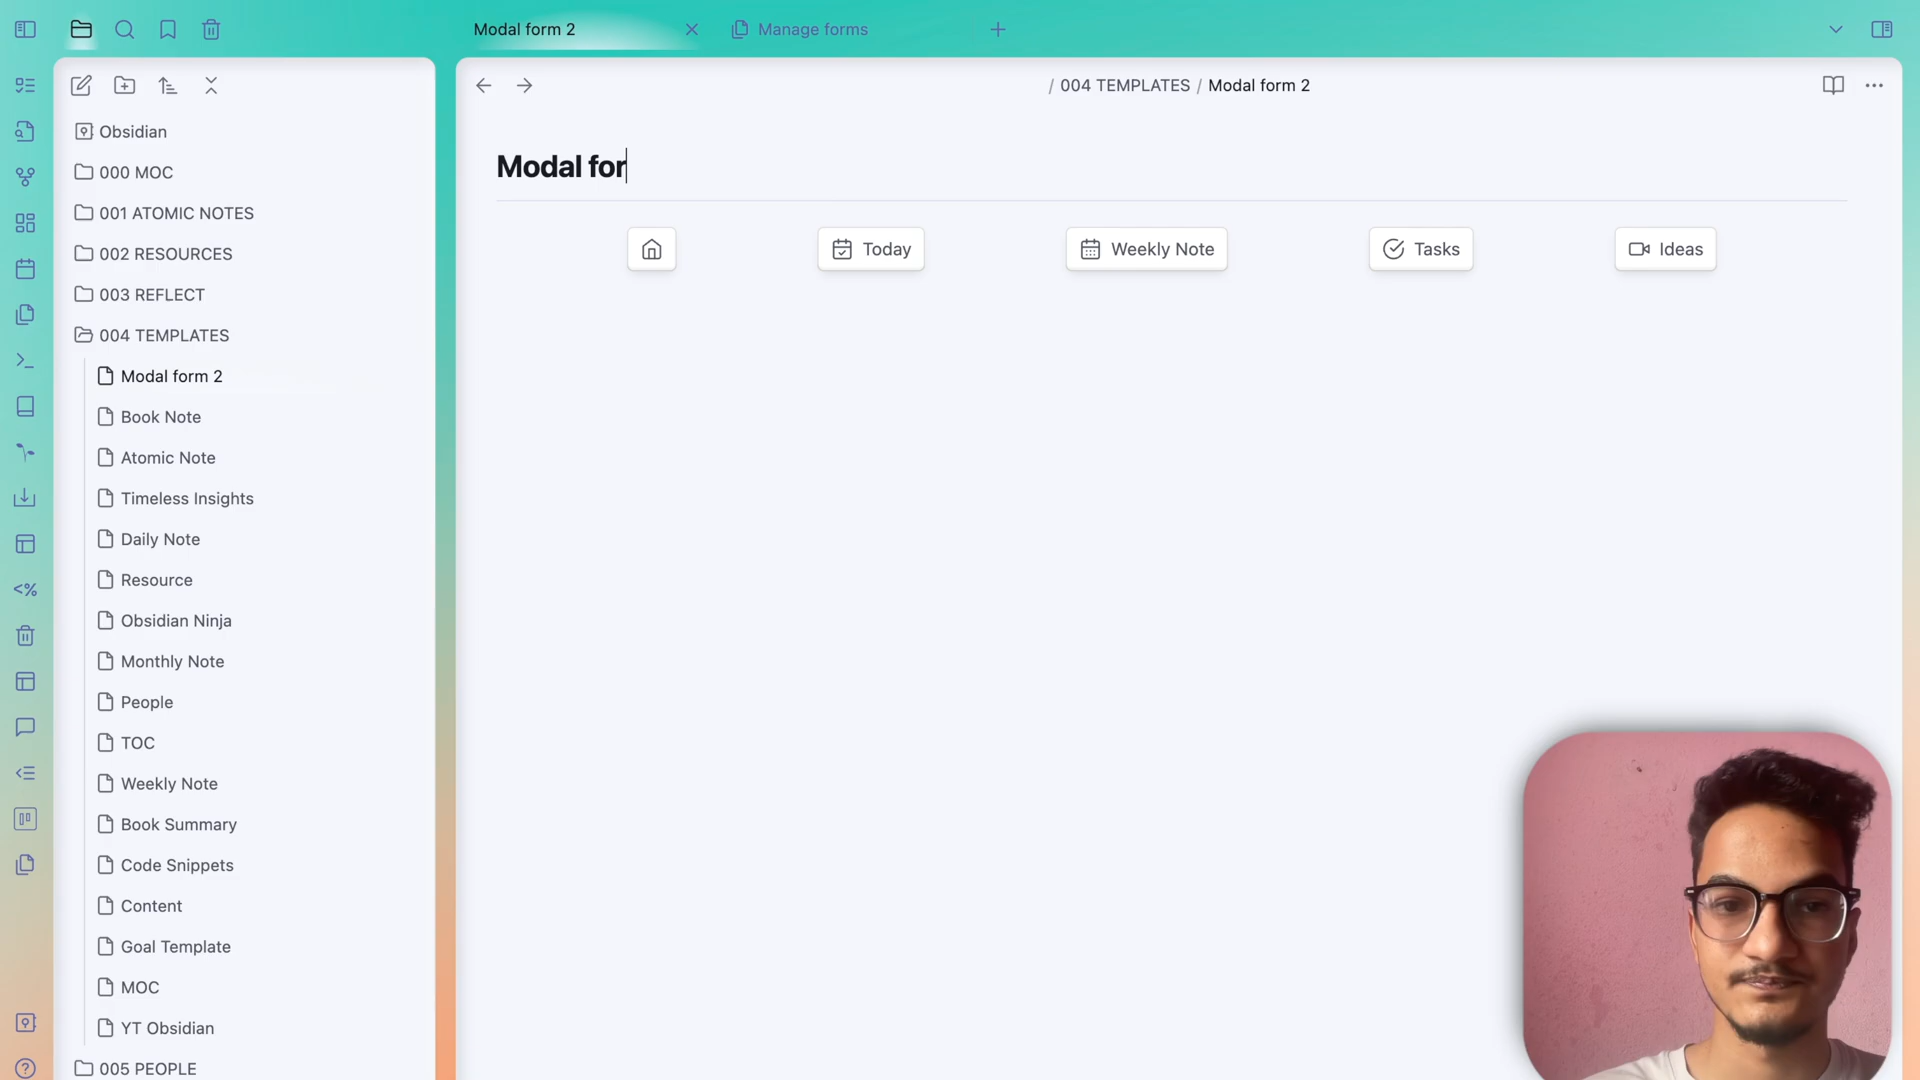 Modal form 2
Manage forms
/ 004 TEMPLATES / Modal form 2
Obsidian
000 MOC
001 ATOMIC NOTES
002 RESOURCES
003 REFLECT
004 TEMPLATES
Modal form 2
Book Note
Atomic Note
Timeless Insights
Daily Note
Resource
Obsidian Ninja
Monthly Note
People
TOC
Weekly Note
Book Summary
Code Snippets
Content
Goal Template
MOC
YT Obsidian
005 PEOPLE
<%
Modal for
Today
Weekly Note
Tasks
Ideas